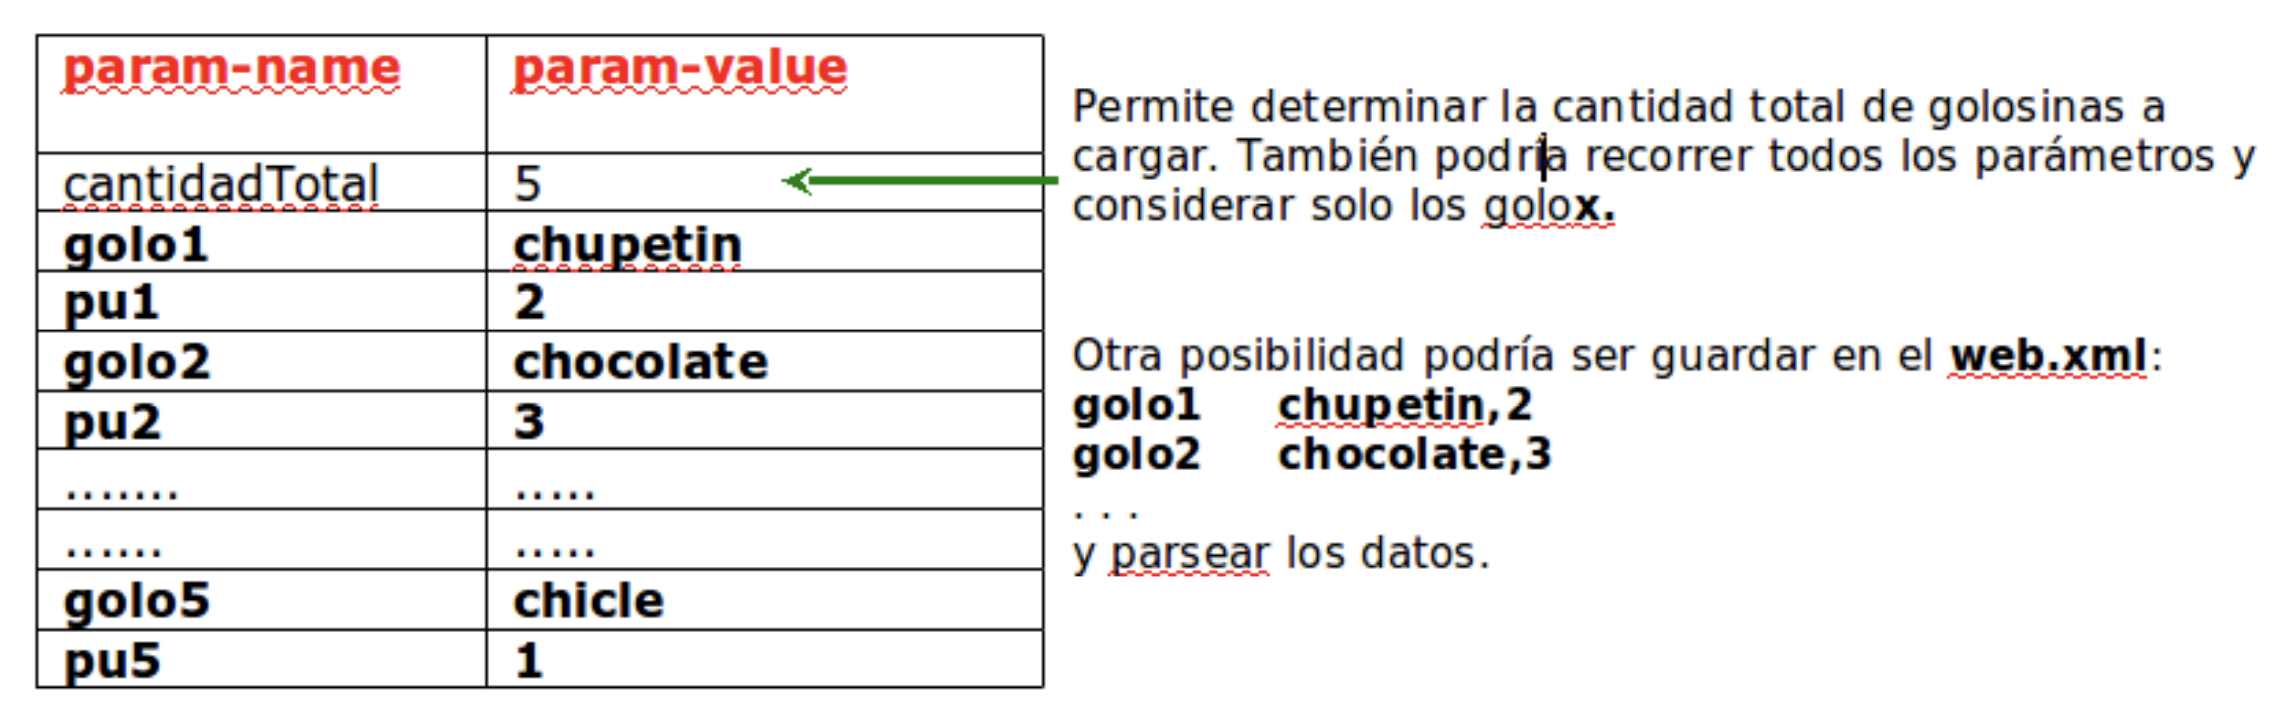 param-name param-value
cantidadTotal 5
golo1 chupetin
pu1 2
golo2 chocolate
pu2 3
....... .....
...... .....
golo5 chicle
pu5 1
Permite determinar la cantidad total de golosinas a
cargar. También podría recorrer todos los parámetros y
considerar solo los golox.
Otra posibilidad podría ser guardar en el web.xml:
golo1 chupetin,2
golo2 chocolate,3
. . .
y parsear los datos.